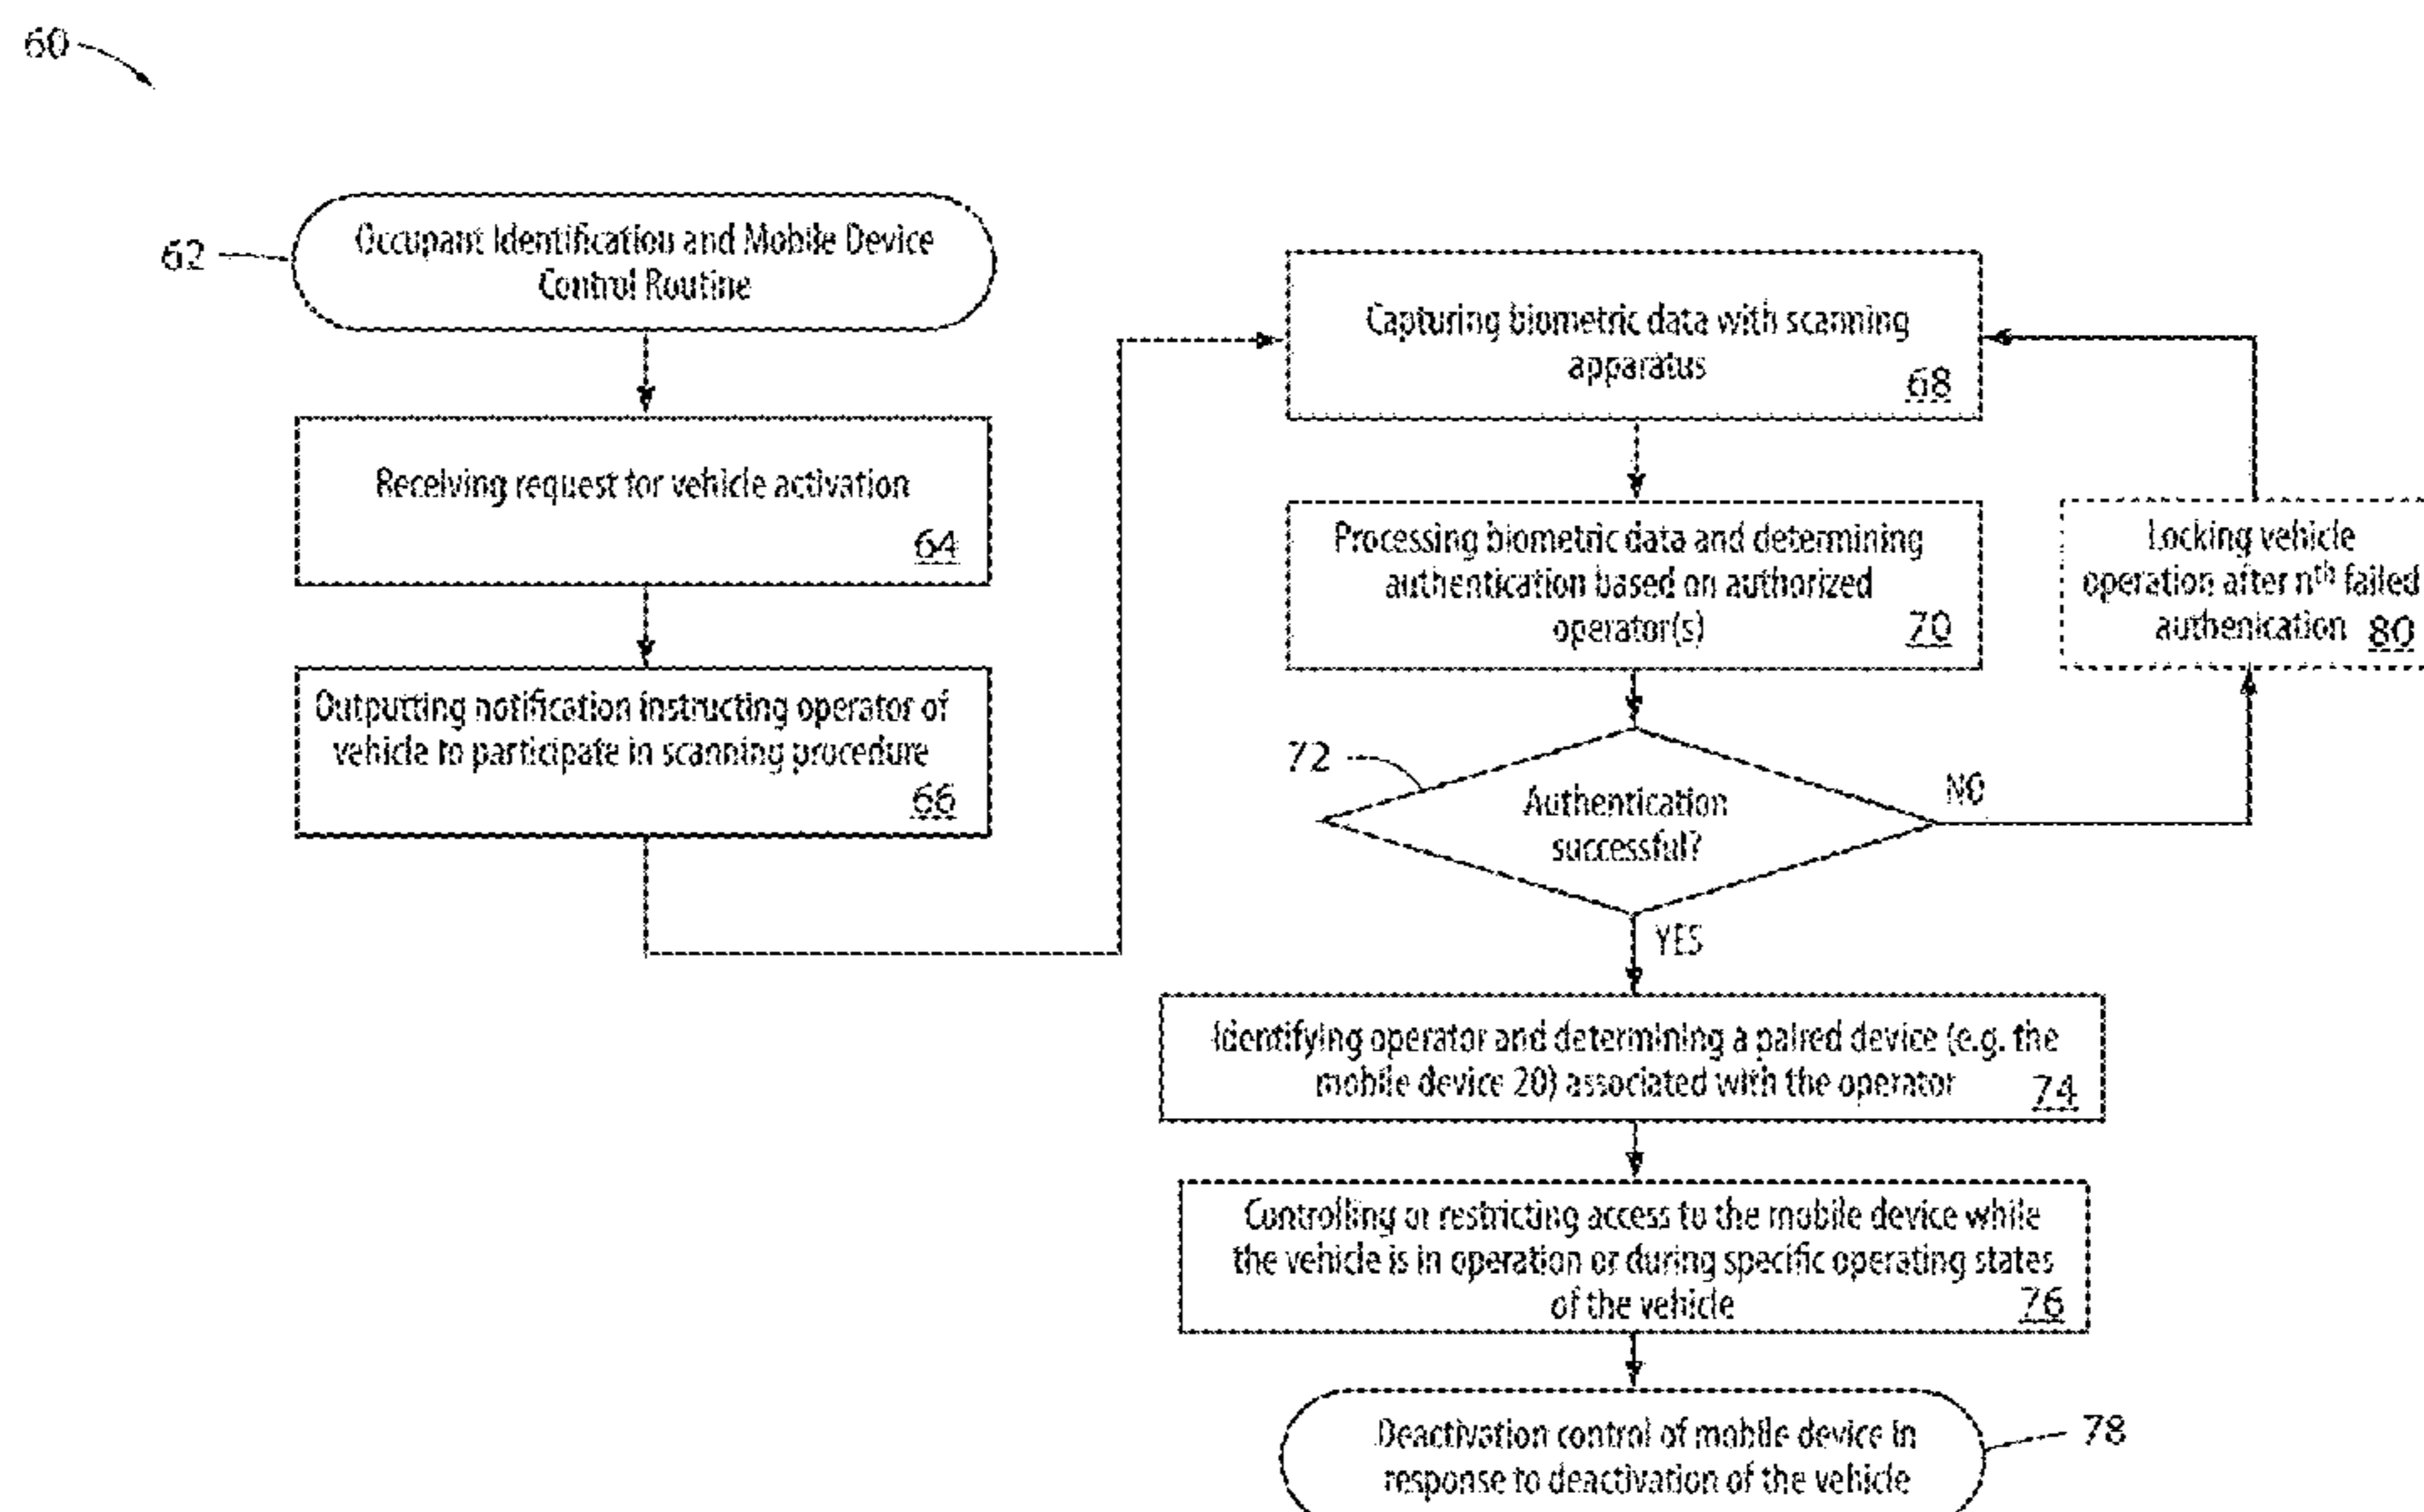 60
62
Occupant Identification and Mobile Device
Control Routine
Receiving request for vehicle activation
64
Outputting notification instructing operator of
vehicle to participate in scanning procedure
66
Capturing biometric data with scanning
apparatus
68
Processing biometric data and determining
authentication based on authorized
operator(s) 70
72
Authentication
successful?
NO
YES
Locking vehicle
operation after nth failed
authenication 80
Identifying operator and determining a paired device (e.g. the
mobile device 20) associated with the operator
74
Controlling or restricting access to the mobile device while
the vehicle is in operation or during specific operating states
of the vehicle 76
Deactivation control of mobile device in
response to deactivation of the vehicle
78